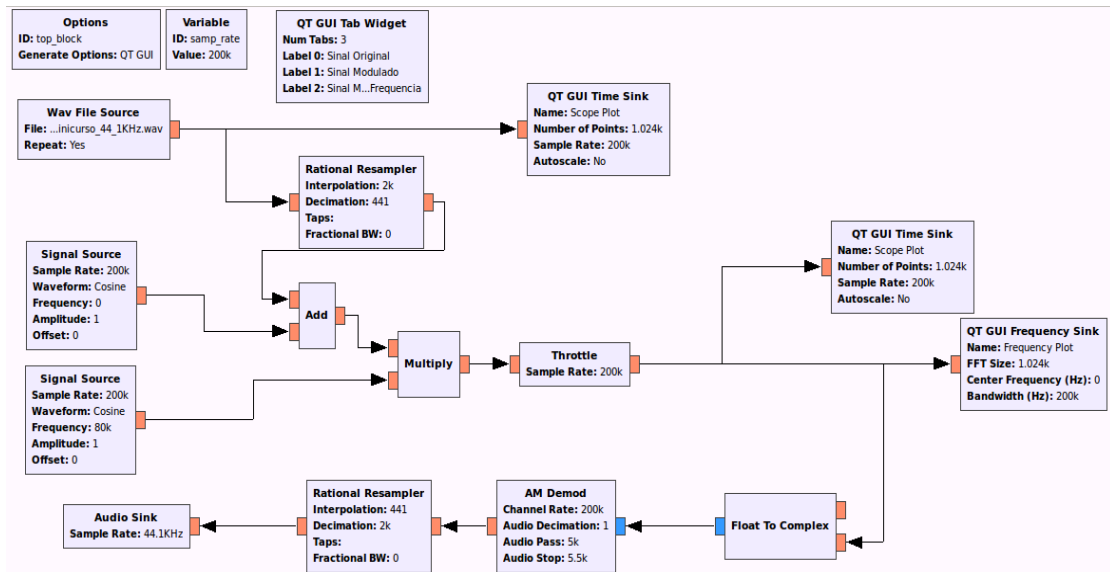 Options
ID: top_block
Generate Options: QT GUI
Variable
ID: samp_rate
Value: 200k
QT GUI Tab Widget
Num Tabs: 3
Label 0: Sinal Original
Label 1: Sinal Modulado
Label 2: Sinal M...Frequencia
Wav File Source
File: ...inicurso_44_1KHz.wav
Repeat: Yes
QT GUI Time Sink
Name: Scope Plot
Number of Points: 1.024k
Sample Rate: 200k
Autoscale: No
Rational Resampler
Interpolation: 2k
Decimation: 441
Taps:
Fractional BW: 0
Signal Source
Sample Rate: 200k
Waveform: Cosine
Frequency: 0
Amplitude: 1
Offset: 0
Add
QT GUI Time Sink
Name: Scope Plot
Number of Points: 1.024k
Sample Rate: 200k
Autoscale: No
Signal Source
Sample Rate: 200k
Waveform: Cosine
Frequency: 80k
Amplitude: 1
Offset: 0
Multiply
Throttle
Sample Rate: 200k
QT GUI Frequency Sink
Name: Frequency Plot
FFT Size: 1.024k
Center Frequency (Hz): 0
Bandwidth (Hz): 200k
Audio Sink
Sample Rate: 44.1KHz
Rational Resampler
Interpolation: 441
Decimation: 2k
Taps:
Fractional BW: 0
AM Demod
Channel Rate: 200k
Audio Decimation: 1
Audio Pass: 5k
Audio Stop: 5.5k
Float To Complex